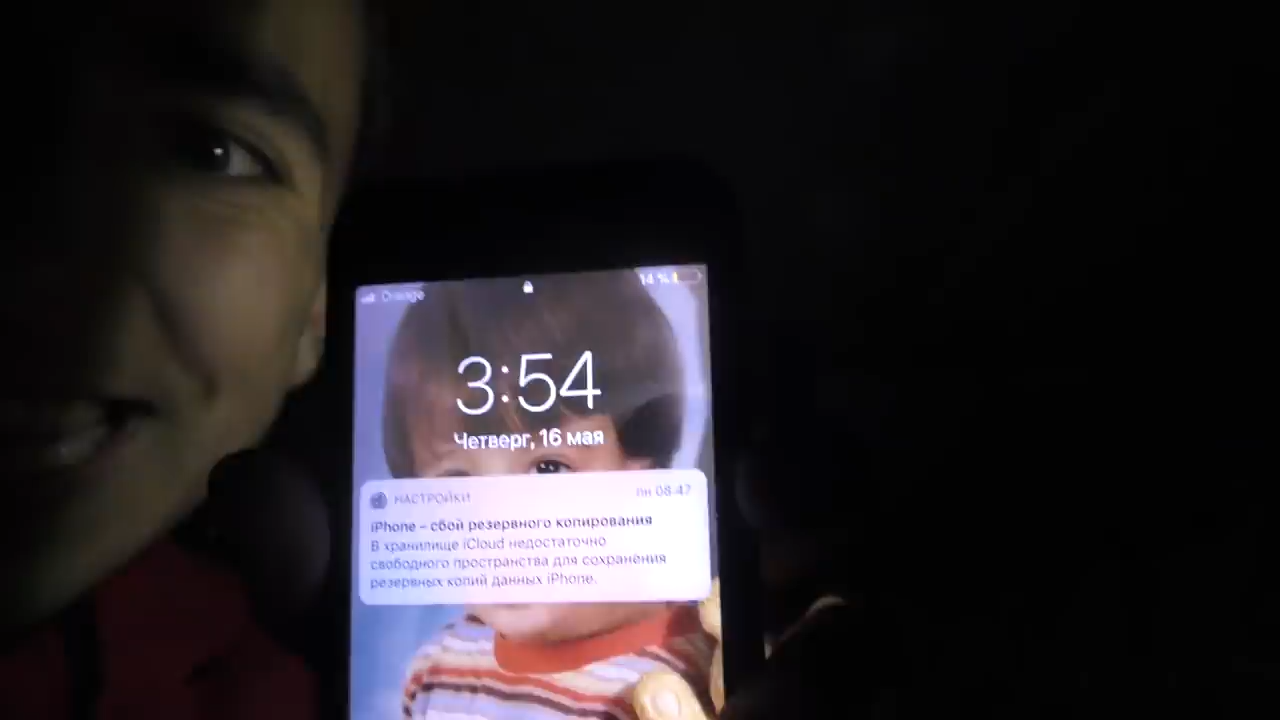 Orange
14 %
3:54
Четверг, 16 мая
НАСТРОЙКИ
пн 08:47
iPhone – сбой резервного копирования
В хранилище iCloud недостаточно
свободного пространства для сохранения
резервных копий данных iPhone.